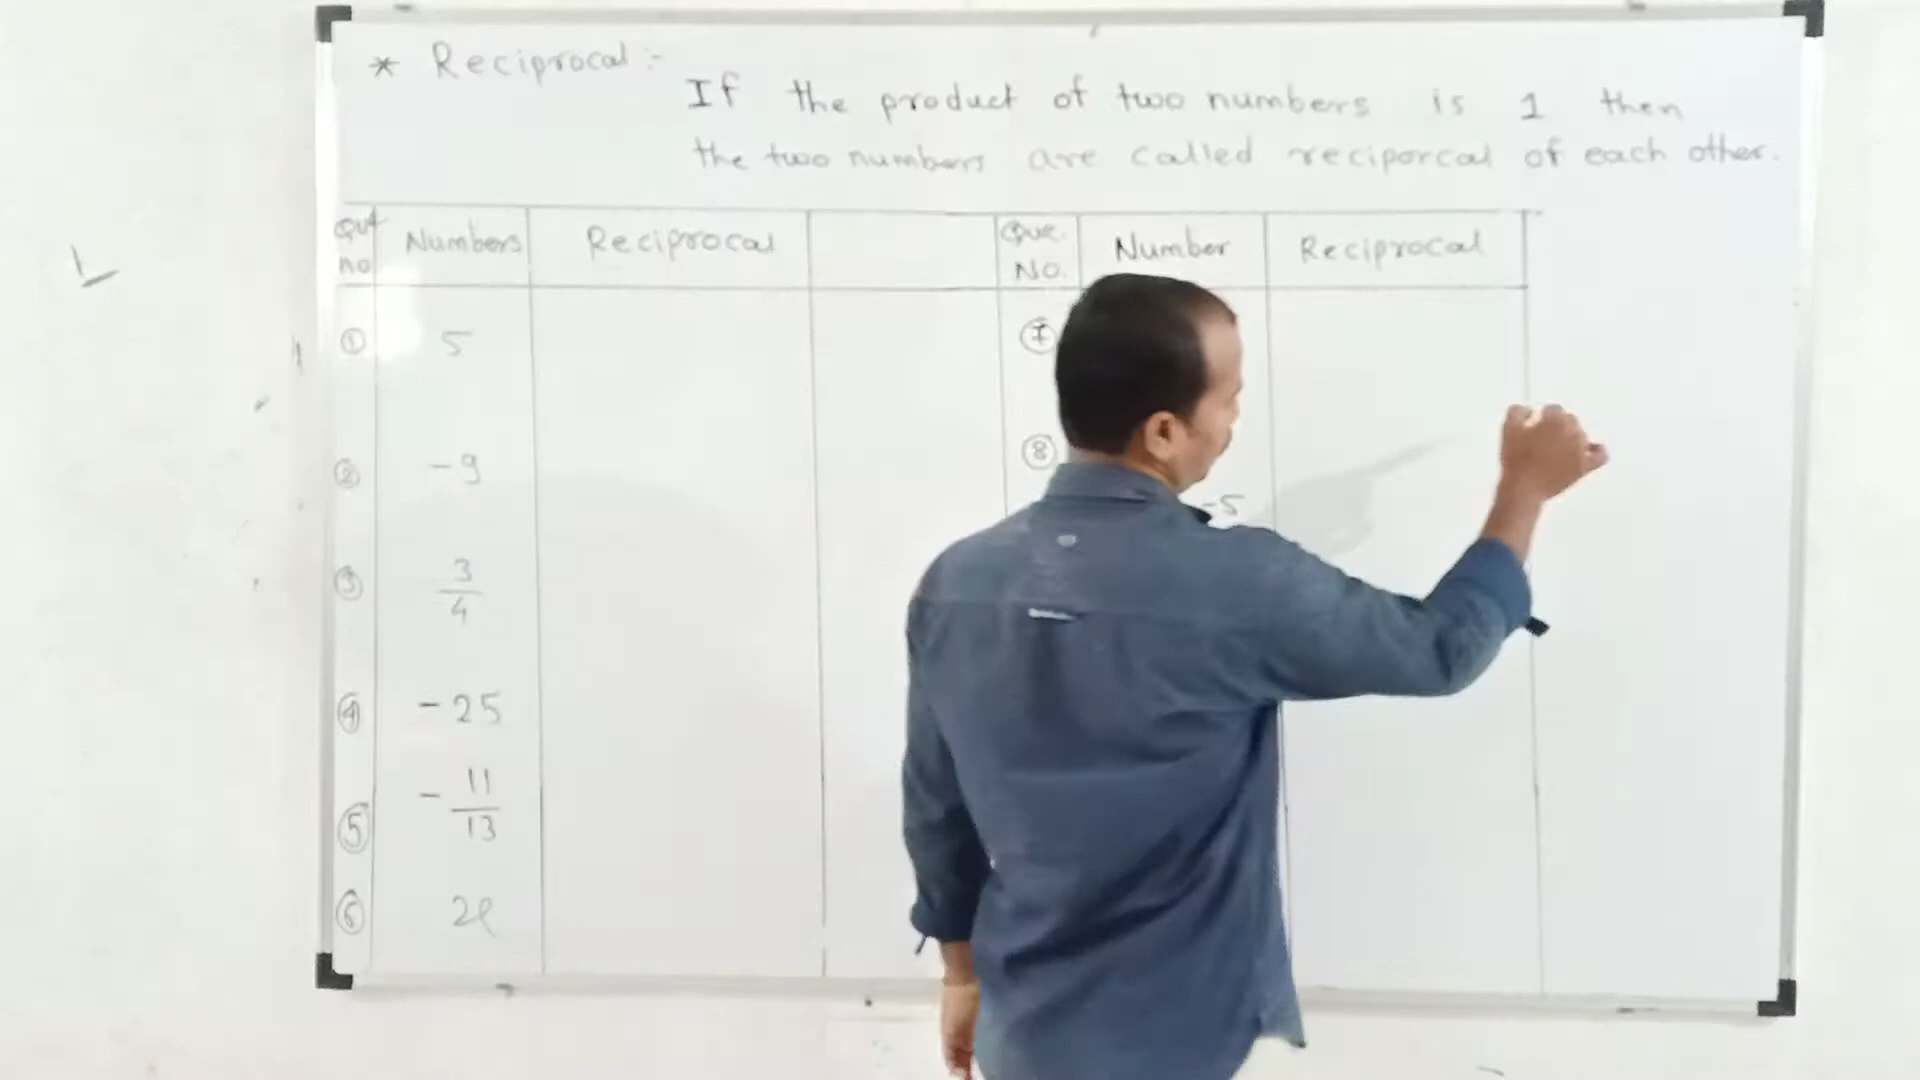 * Reciprocal :-
If the product of two numbers is 1 then
the two numbers are called reciporcal of each other.
no Numbers Reciprocal Que. No. Number Reciprocal
① 5 ⑦
② -9 ⑧
-5
③ 3/4
④ -25
⑤ - 11/13
⑥